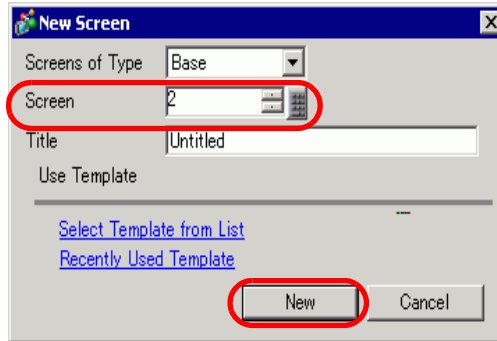 New Screen
Screens of Type Base
Screen 2
Title Untitled
Use Template
Select Template from List
Recently Used Template
New Cancel